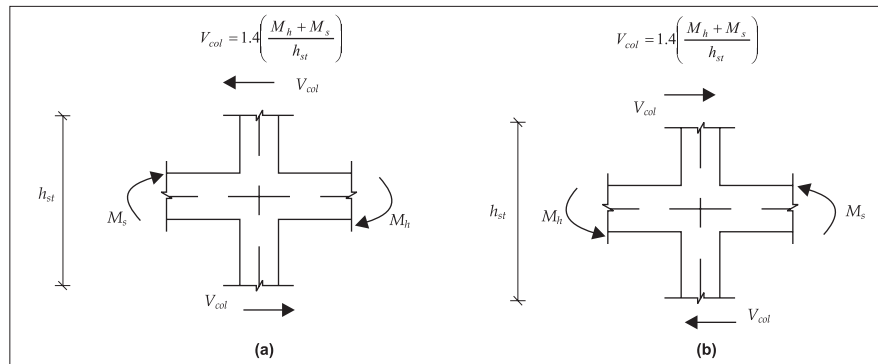 V_col = 1.4((M_h + M_s) / h_st)
V_col
h_st
M_s
M_h
V_col
(a)
V_col = 1.4((M_h + M_s) / h_st)
V_col
h_st
M_h
M_s
V_col
(b)